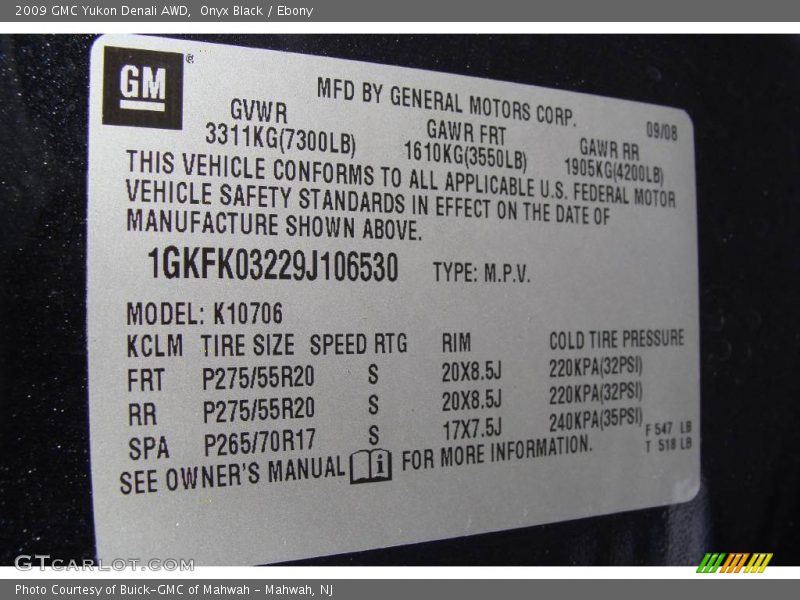 2009 GMC Yukon Denali AWD, Onyx Black / Ebony
GM ®
MFD BY GENERAL MOTORS CORP.
09/08
GVWR GAWR FRT GAWR RR
3311KG(7300LB) 1610KG(3550LB) 1905KG(4200LB)
THIS VEHICLE CONFORMS TO ALL APPLICABLE U.S. FEDERAL MOTOR
VEHICLE SAFETY STANDARDS IN EFFECT ON THE DATE OF
MANUFACTURE SHOWN ABOVE.
1GKFK03229J106530 TYPE: M.P.V.
MODEL: K10706
KCLM TIRE SIZE SPEED RTG RIM COLD TIRE PRESSURE
FRT P275/55R20 S 20X8.5J 220KPA(32PSI)
RR P275/55R20 S 20X8.5J 220KPA(32PSI)
SPA P265/70R17 S 17X7.5J 240KPA(35PSI)
F 547 LB
T 518 LB
SEE OWNER'S MANUAL i FOR MORE INFORMATION.
GTCARLOT.COM
Photo Courtesy of Buick-GMC of Mahwah - Mahwah, NJ